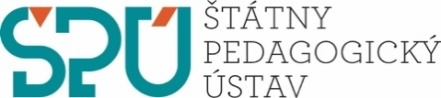 ŠPÚ
ŠTÁTNY
PEDAGOGICKÝ
ÚSTAV